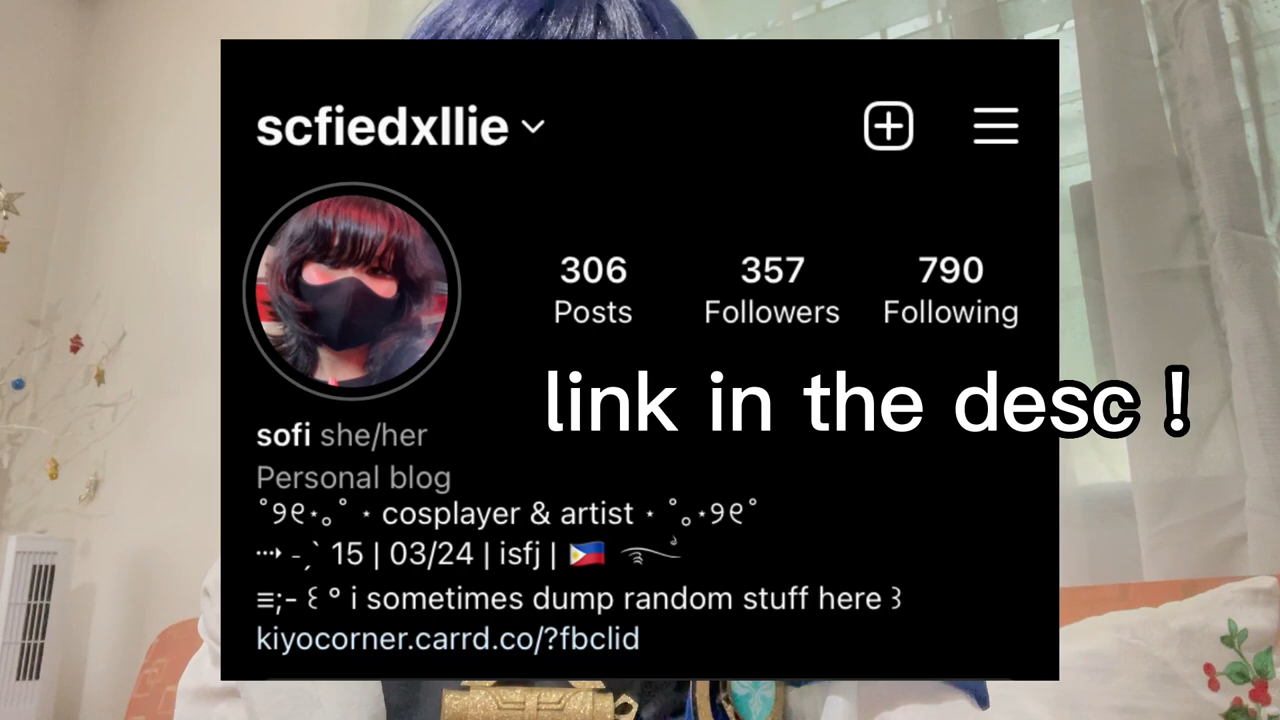 scfiedxllie
306 357 790
Posts Followers Following
link in the desc !
sofi she/her
Personal blog
˚୨୧⋆｡˚ ⋆ cosplayer & artist ⋆ ˚｡⋆୨୧˚
┈➤ -ˏˋ 15 | 03/24 | isfj | 🇵🇭
≡;- ꒰ ° i sometimes dump random stuff here ꒱
kiyocorner.carrd.co/?fbclid